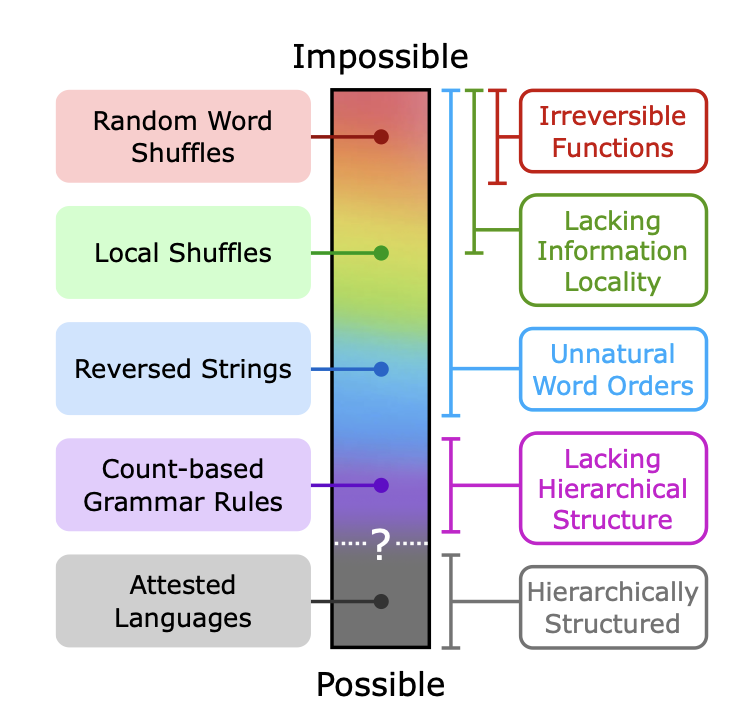 Impossible
Random Word
Shuffles
Local Shuffles
Reversed Strings
Count-based
Grammar Rules
Attested
Languages
?
Irreversible
Functions
Lacking
Information
Locality
Unnatural
Word Orders
Lacking
Hierarchical
Structure
Hierarchically
Structured
Possible